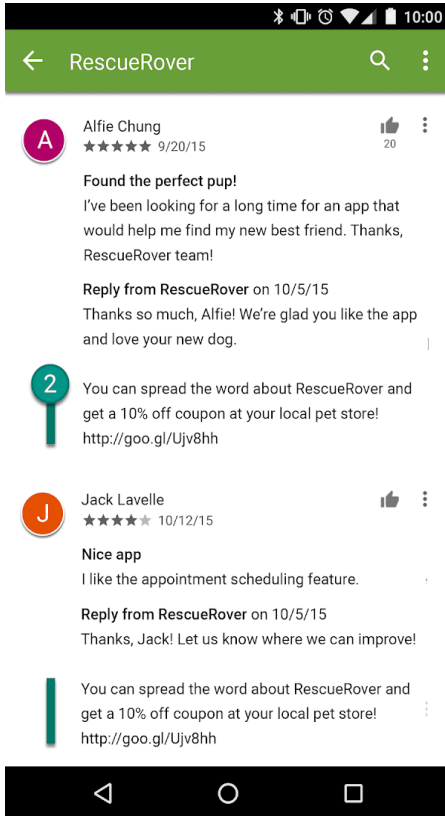 10:00
RescueRover
A
Alfie Chung
9/20/15
20
Found the perfect pup!
I've been looking for a long time for an app that
would help me find my new best friend. Thanks,
RescueRover team!
Reply from RescueRover on 10/5/15
Thanks so much, Alfie! We're glad you like the app
and love your new dog.
2
You can spread the word about RescueRover and
get a 10% off coupon at your local pet store!
http://goo.gl/Ujv8hh
J
Jack Lavelle
10/12/15
Nice app
I like the appointment scheduling feature.
Reply from RescueRover on 10/5/15
Thanks, Jack! Let us know where we can improve!
You can spread the word about RescueRover and
get a 10% off coupon at your local pet store!
http://goo.gl/Ujv8hh